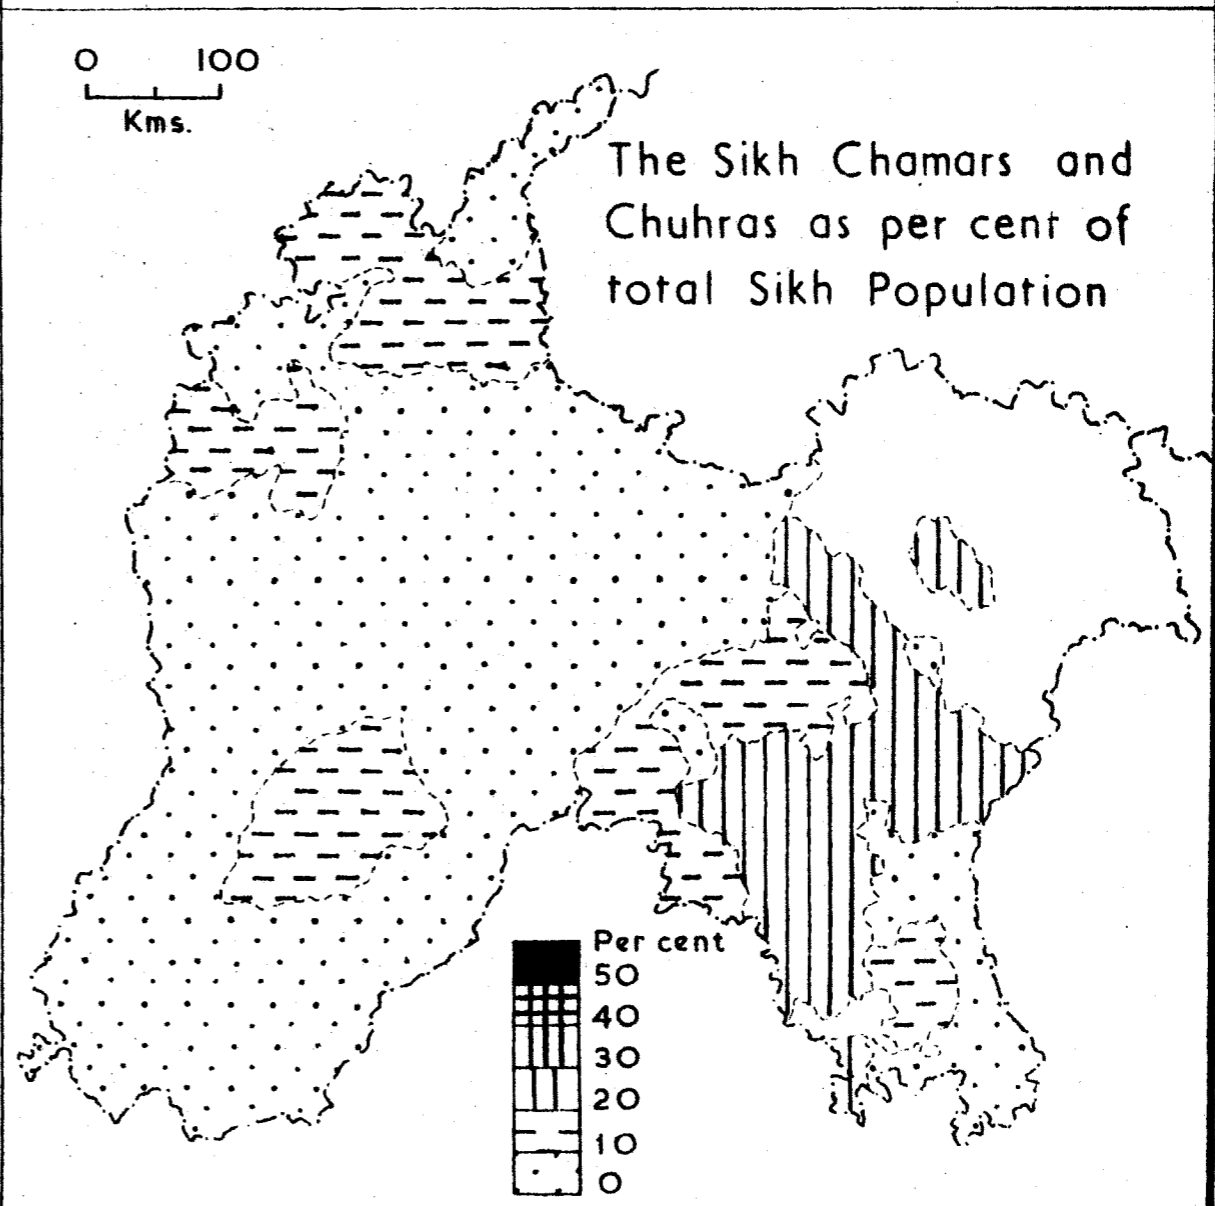 0 100
Kms.
The Sikh Chamars and
Chuhras as per cent of
total Sikh Population
Per cent
50
40
30
20
10
0